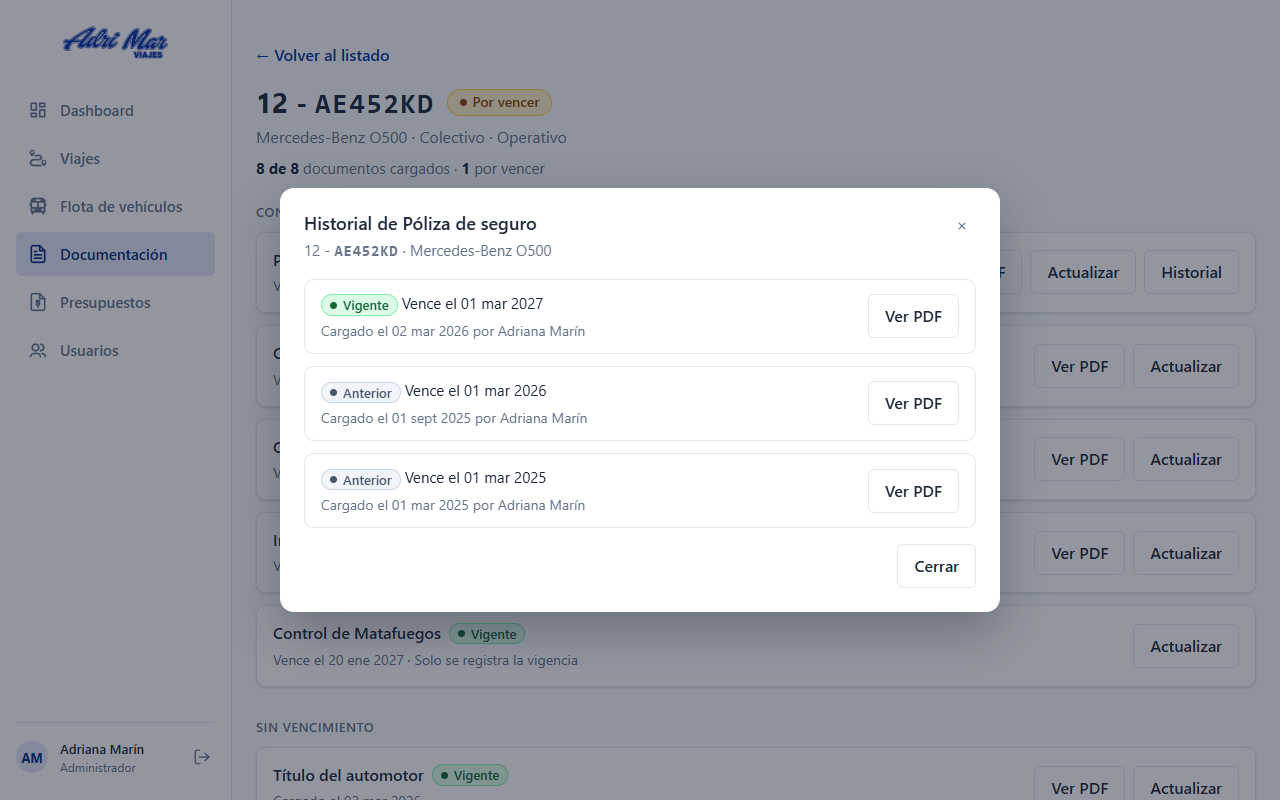 Adri Mar
VIAJES
Dashboard
Viajes
Flota de vehículos
Documentación
Presupuestos
Usuarios
AM
Adriana Marín
Administrador
← Volver al listado
12 - AE452KD
Por vencer
Mercedes-Benz O500 · Colectivo · Operativo
8 de 8 documentos cargados · 1 por vencer
Historial de Póliza de seguro
×
12 - AE452KD · Mercedes-Benz O500
Vigente Vence el 01 mar 2027
Cargado el 02 mar 2026 por Adriana Marín
Ver PDF
Anterior Vence el 01 mar 2026
Cargado el 01 sept 2025 por Adriana Marín
Ver PDF
Anterior Vence el 01 mar 2025
Cargado el 01 mar 2025 por Adriana Marín
Ver PDF
Cerrar
Actualizar
Historial
Ver PDF
Actualizar
Ver PDF
Actualizar
Ver PDF
Actualizar
Control de Matafuegos
Vigente
Vence el 20 ene 2027 · Solo se registra la vigencia
Actualizar
SIN VENCIMIENTO
Título del automotor
Vigente
Cargado el 02 mar 2026
Ver PDF
Actualizar